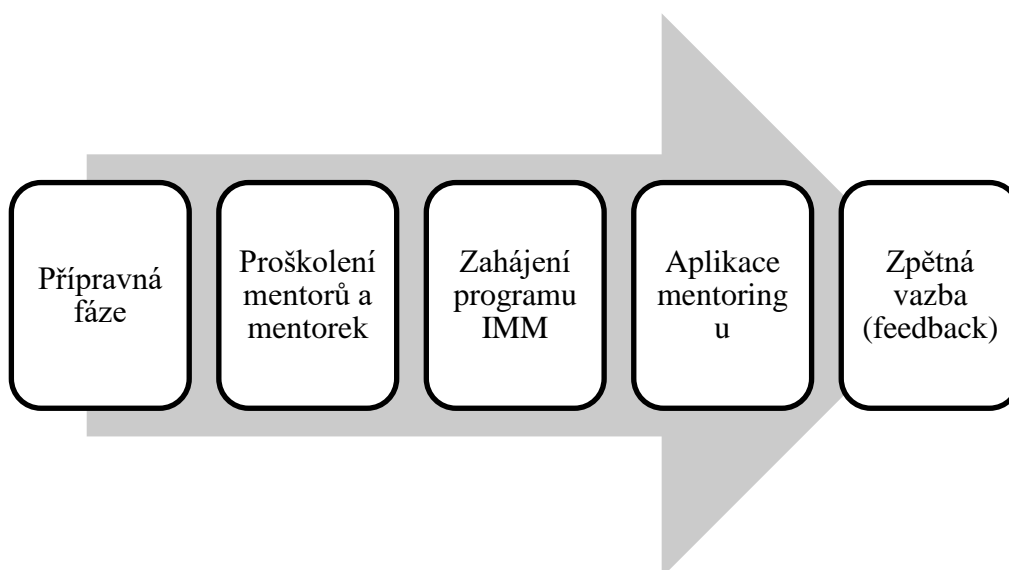 Přípravná
fáze
Proškolení
mentorů a
mentorek
Zahájení
programu
IMM
Aplikace
mentoring
u
Zpětná
vazba
(feedback)